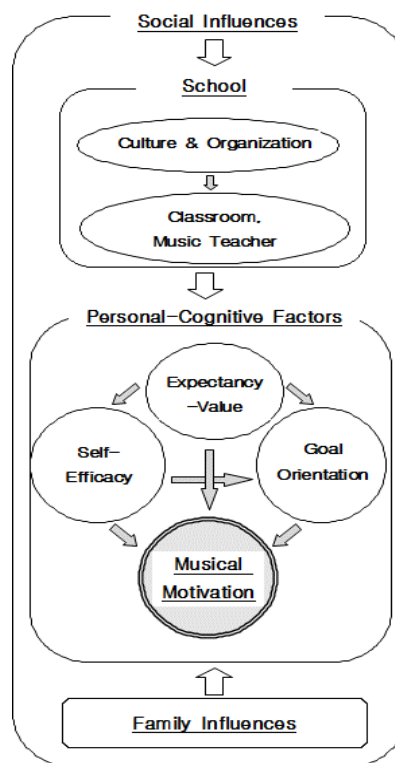 Social Influences
School
Culture & Organization
Classroom,
Music Teacher
Personal-Cognitive Factors
Expectancy
-Value
Self-
Efficacy
Goal
Orientation
Musical
Motivation
Family Influences